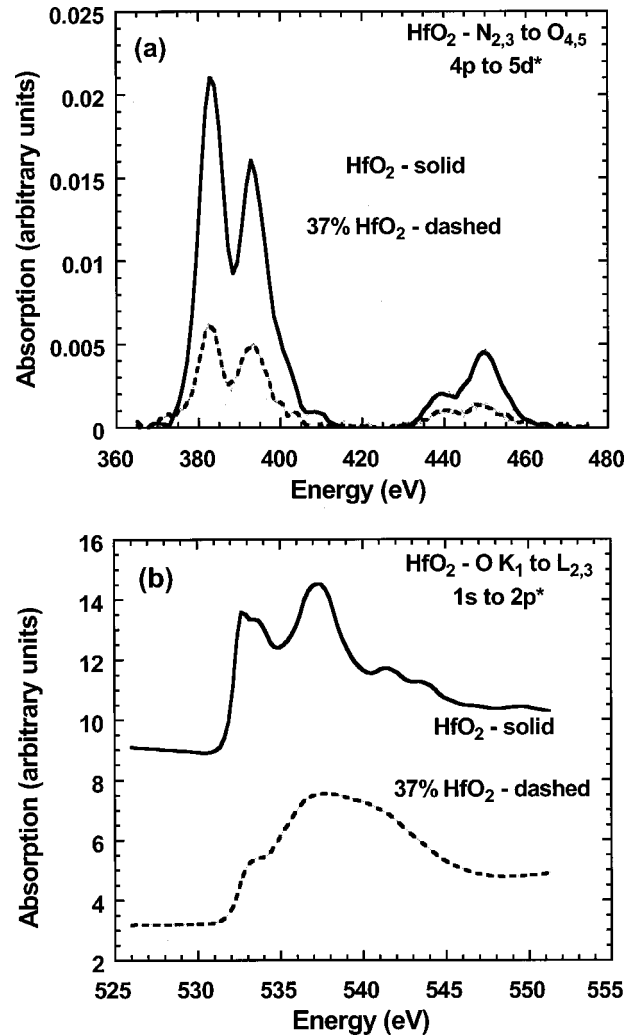 (a)
HfO₂ - N₂,₃ to O₄,₅
4p to 5d*
HfO₂ - solid
37% HfO₂ - dashed
Absorption (arbitrary units)
0.025
0.02
0.015
0.01
0.005
0
360 380 400 420 440 460 480
Energy (eV)
(b)
HfO₂ - O K₁ to L₂,₃
1s to 2p*
HfO₂ - solid
37% HfO₂ - dashed
Absorption (arbitrary units)
16
14
12
10
8
6
4
2
525 530 535 540 545 550 555
Energy (eV)